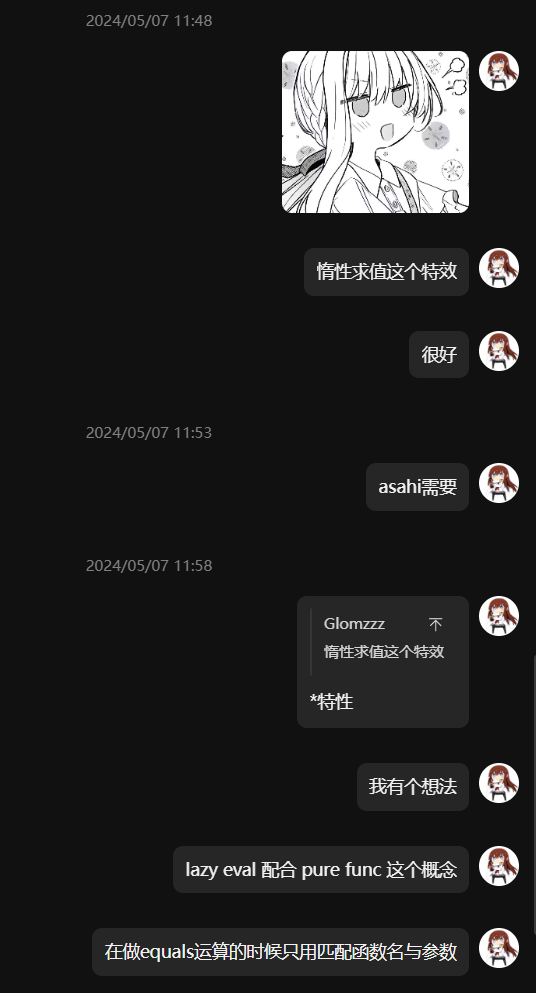 2024/05/07 11:48
惰性求值这个特效
很好
2024/05/07 11:53
asahi需要
2024/05/07 11:58
Glomzzz
惰性求值这个特效
*特性
我有个想法
lazy eval 配合 pure func 这个概念
在做equals运算的时候只用匹配函数名与参数